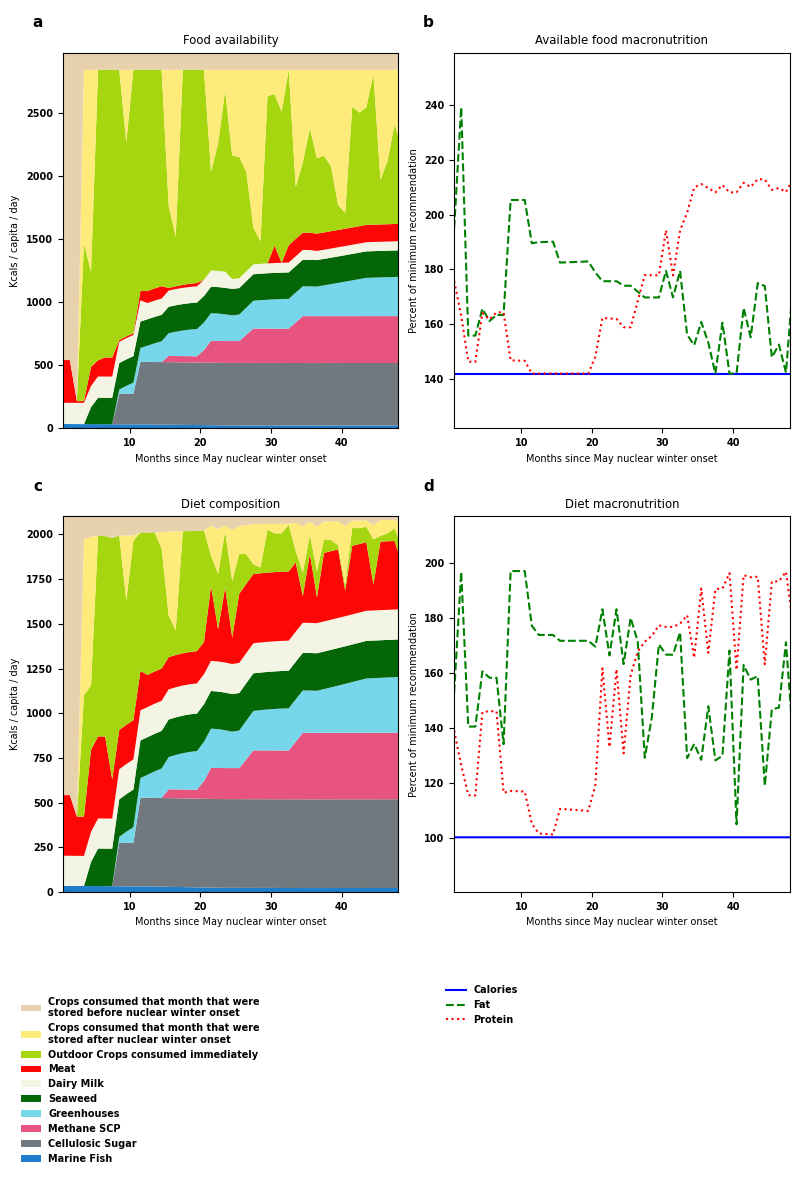 a
Food availability
Kcals / capita / day
2500
2000
1500
1000
500
0
10
20
30
40
Months since May nuclear winter onset
b
Available food macronutrition
Percent of minimum recommendation
240
220
200
180
160
140
10
20
30
40
Months since May nuclear winter onset
c
Diet composition
Kcals / capita / day
2000
1750
1500
1250
1000
750
500
250
0
10
20
30
40
Months since May nuclear winter onset
d
Diet macronutrition
Percent of minimum recommendation
200
180
160
140
120
100
10
20
30
40
Months since May nuclear winter onset
Crops consumed that month that were
stored before nuclear winter onset
Crops consumed that month that were
stored after nuclear winter onset
Outdoor Crops consumed immediately
Meat
Dairy Milk
Seaweed
Greenhouses
Methane SCP
Cellulosic Sugar
Marine Fish
Calories
Fat
Protein